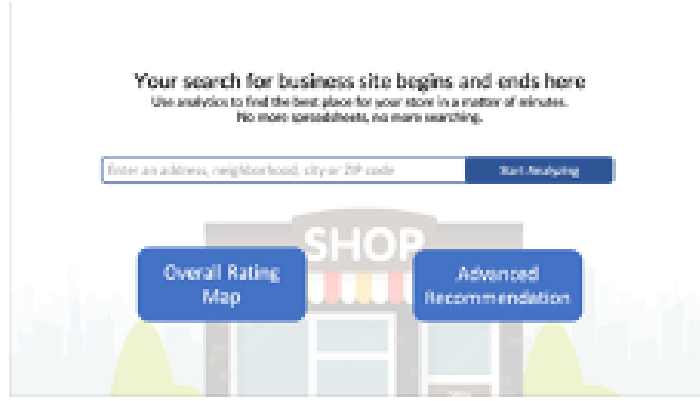 Your search for business site begins and ends here
Use analytics to find the best place for your store in a matter of minutes.
No more spreadsheets, no more searching.
Enter an address, neighborhood, city or ZIP code
Start Analyzing
SHOP
Overall Rating
Map
Advanced
Recommendation